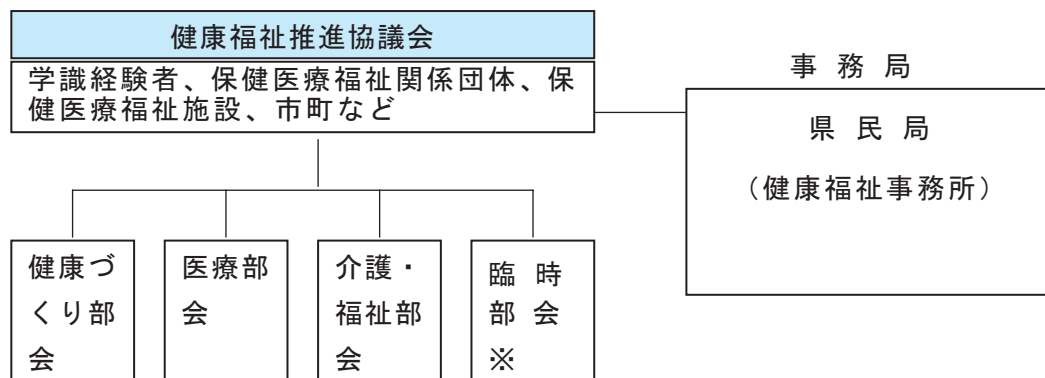 健康福祉推進協議会
学識経験者、保健医療福祉関係団体、保
健医療福祉施設、市町など
事務局
県民局
（健康福祉事務所）
健康づ
くり部
会
医療部
会
介護・
福祉部
会
臨時
部会
※